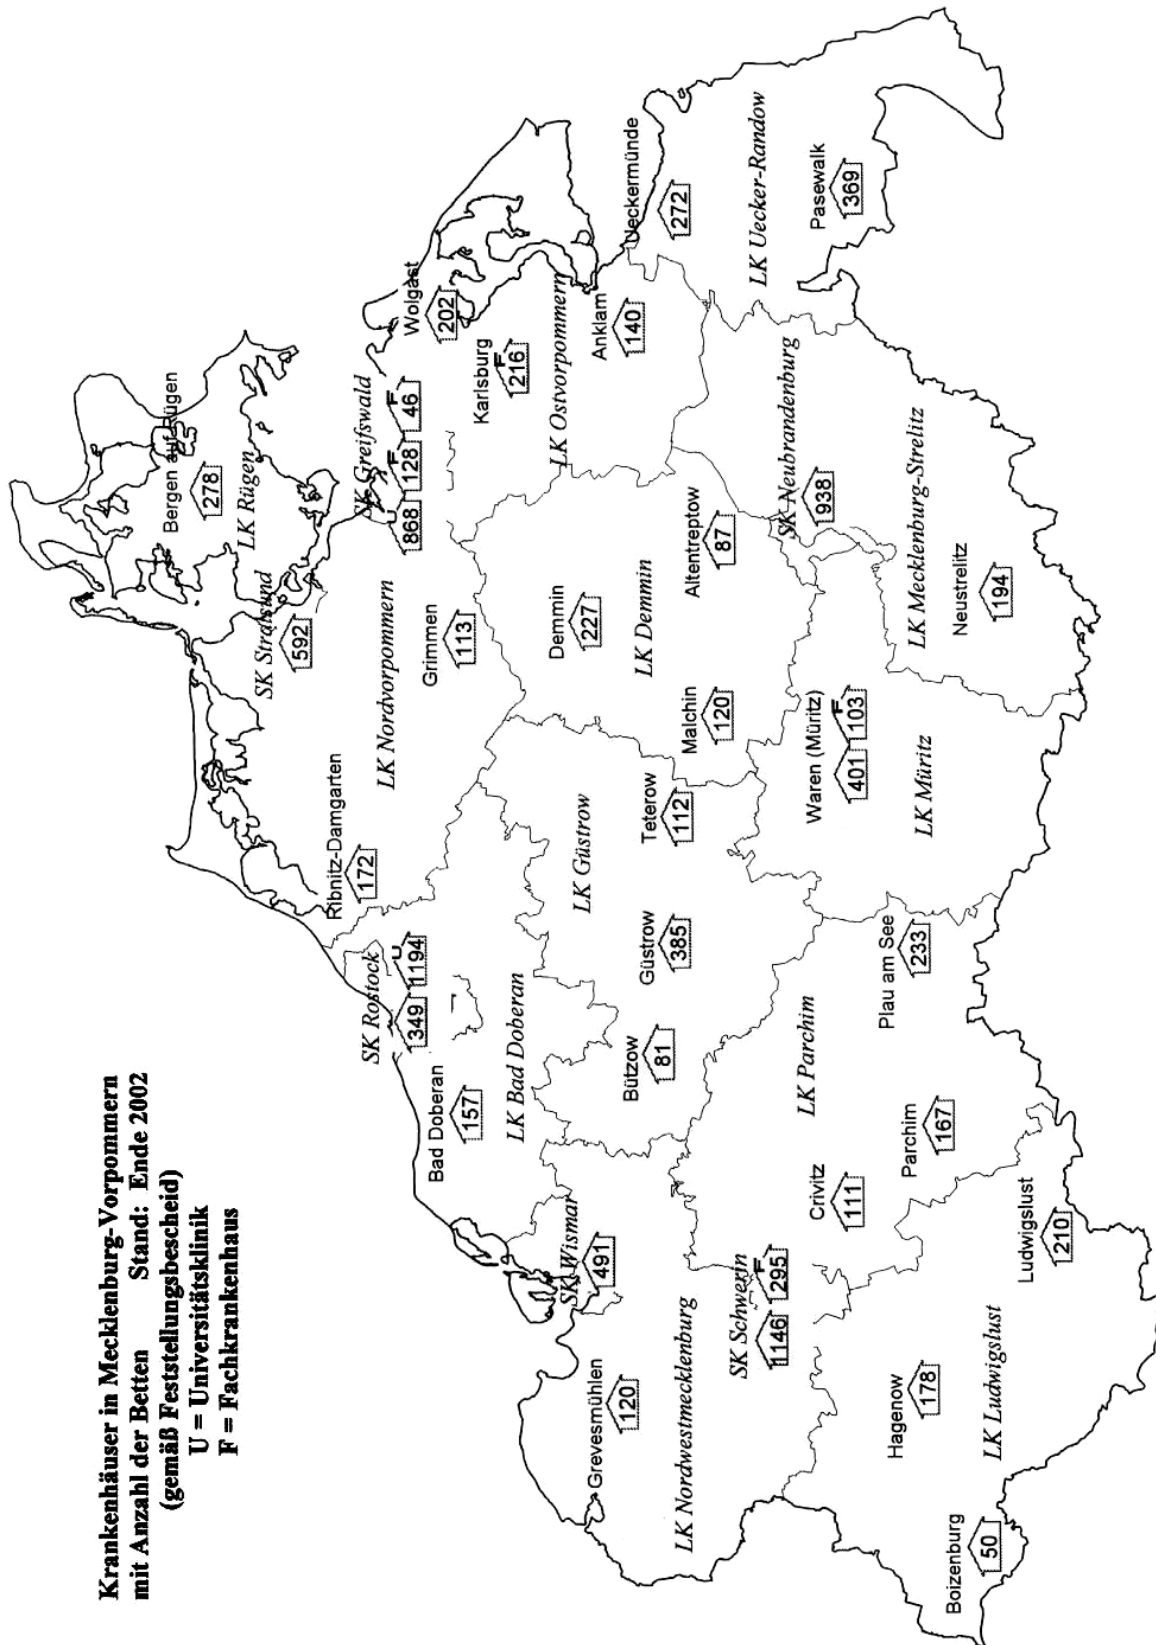 Krankenhäuser in Mecklenburg-Vorpommern
mit Anzahl der Betten Stand: Ende 2002
(gemäß Feststellungsbescheid)
U = Universitätsklinik
F = Fachkrankenhaus
Bergen auf Rügen
278
LK Rügen
SK Stralsund
592
Ribnitz-Damgarten
172
LK Nordvorpommern
Grimmen
113
SK Greifswald
U
868
F
128
F
46
Wolgast
202
Karlsburg
F
216
LK Ostvorpommern
Anklam
140
Ueckermünde
272
LK Uecker-Randow
Pasewalk
369
SK Rostock
349
U
1194
Bad Doberan
157
LK Bad Doberan
LK Güstrow
Bützow
81
Güstrow
385
Teterow
112
Demmin
227
LK Demmin
Malchin
120
Altentreptow
87
SK Neubrandenburg
938
SK Wismar
491
Grevesmühlen
120
LK Nordwestmecklenburg
SK Schwerin
1146
F
295
Crivitz
111
LK Parchim
Parchim
167
Plau am See
233
Waren (Müritz)
401
F
103
LK Müritz
LK Mecklenburg-Strelitz
Neustrelitz
194
Hagenow
178
LK Ludwigslust
Ludwigslust
210
Boizenburg
50